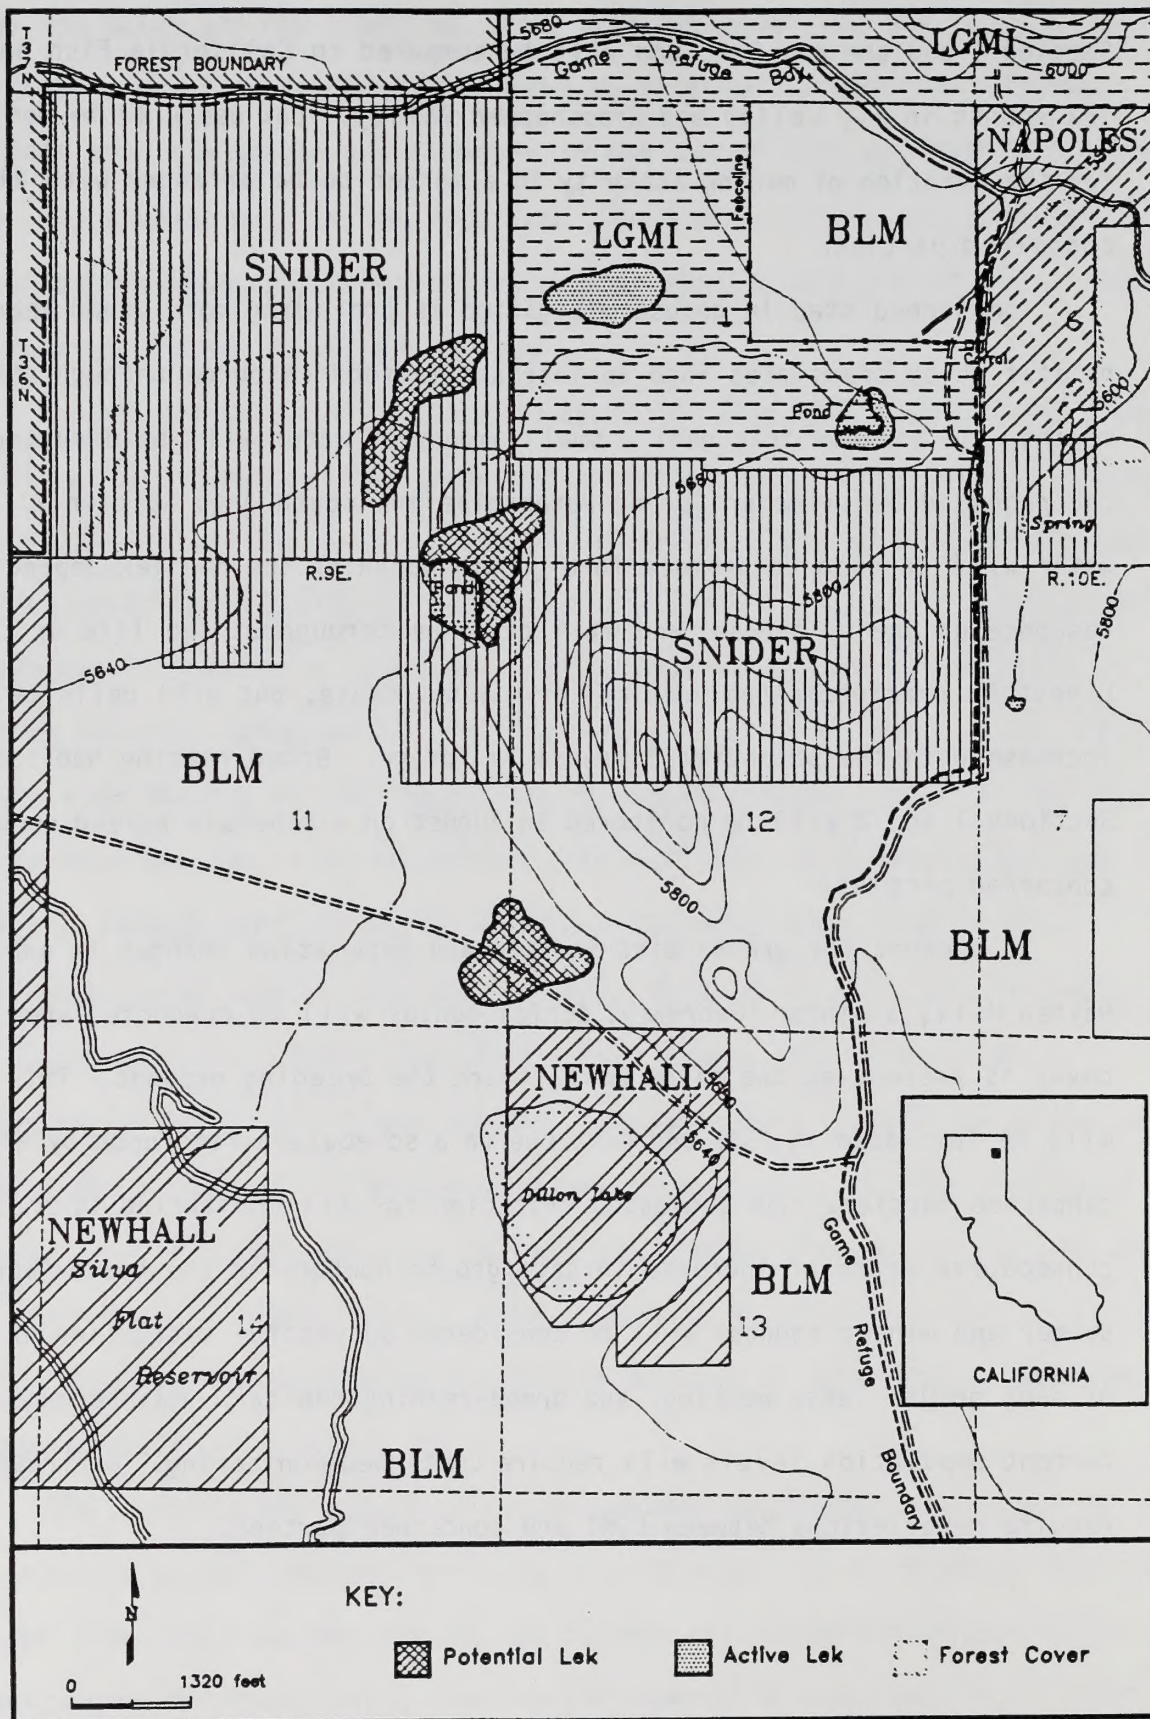 T37N
FOREST BOUNDARY
5680
Game Refuge Bdy.
LGMI
6000
NAPOLES
Fenceline
BLM
LGMI
SNIDER
T36N
6
Corral
5600
Pond
5680
Spring
R.9E.
R.10E.
Pond
5800
5800
SNIDER
5640
BLM
11
12
7
5800
BLM
NEWHALL
5680
5640
Dillon Lake
NEWHALL
Silva
Flat
Reservoir
14
13
BLM
Game
Refuge
Boundary
CALIFORNIA
BLM
KEY:
N
0 1320 feet
Potential Lek
Active Lek
Forest Cover